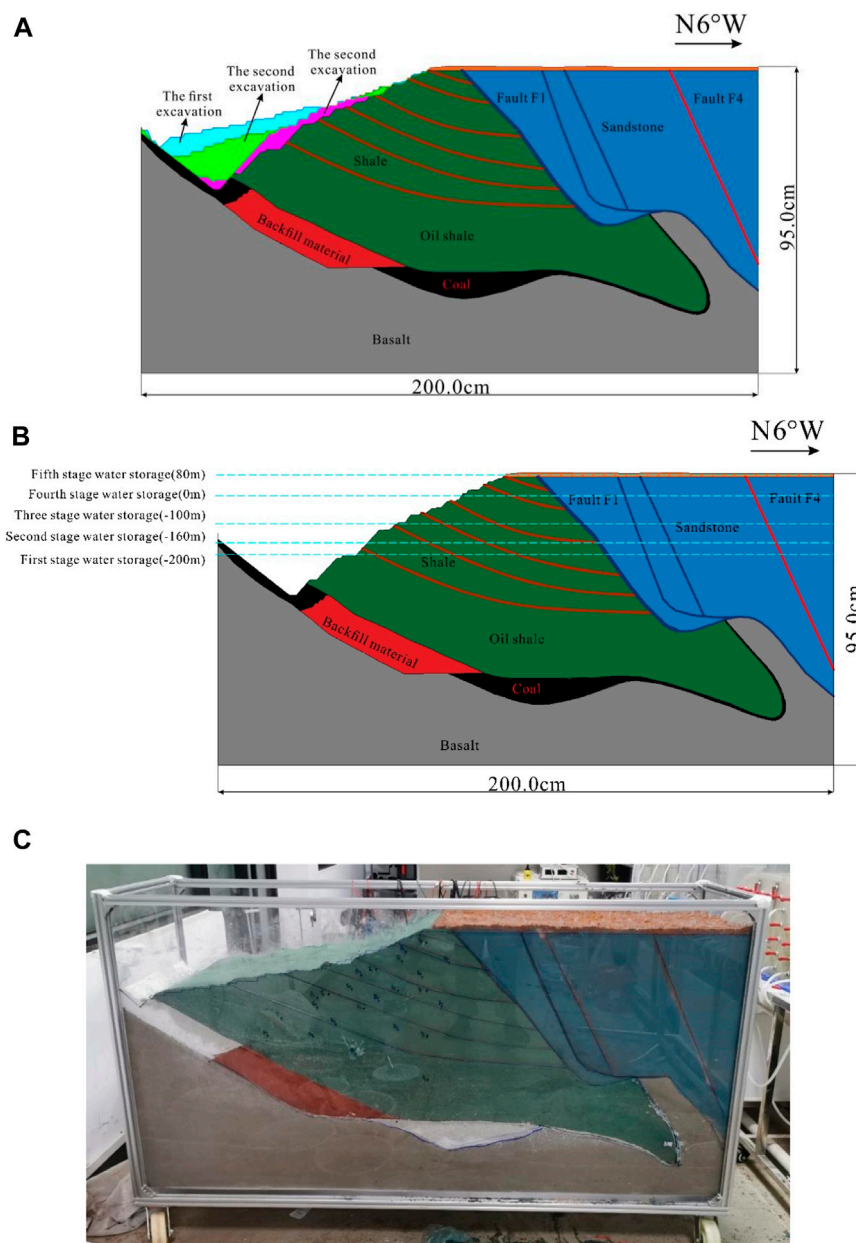 A
N6°W
The first
excavation
The second
excavation
The second
excavation
Fault F1
Fault F4
Sandstone
Shale
Oil shale
Backfill material
Coal
Basalt
95.0cm
200.0cm
B
N6°W
Fifth stage water storage(80m)
Fourth stage water storage(0m)
Three stage water storage(-100m)
Second stage water storage(-160m)
First stage water storage(-200m)
Fault F1
Fault F4
Sandstone
Shale
Oil shale
Backfill material
Coal
Basalt
95.0cm
200.0cm
C